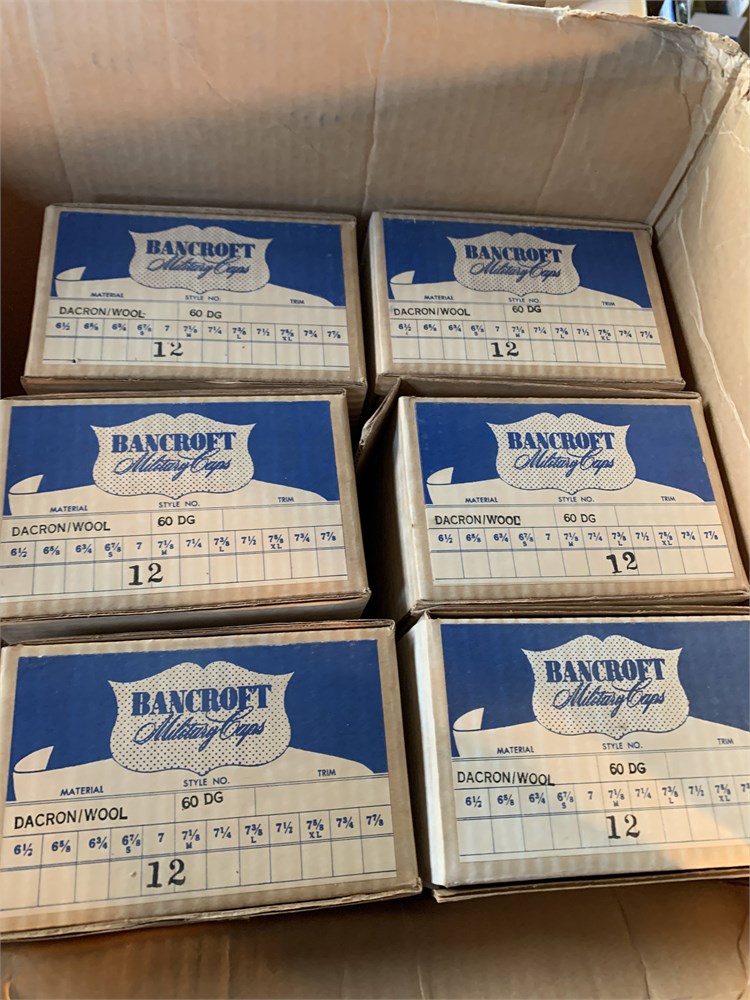 BANCROFT
Military Caps
MATERIAL STYLE NO. TRIM
DACRON/WOOL 60 DG
6½ 6⅝ 6¾ 6⅞ 7 7⅛ 7¼ 7⅜ 7½ 7⅝ 7¾ 7⅞
S M L XL
12
BANCROFT
Military Caps
MATERIAL STYLE NO. TRIM
DACRON/WOOL 60 DG
6½ 6⅝ 6¾ 6⅞ 7 7⅛ 7¼ 7⅜ 7½ 7⅝ 7¾ 7⅞
S M L XL
12
BANCROFT
Military Caps
MATERIAL STYLE NO. TRIM
DACRON/WOOL 60 DG
6½ 6⅝ 6¾ 6⅞ 7 7⅛ 7¼ 7⅜ 7½ 7⅝ 7¾ 7⅞
S M L XL
12
BANCROFT
Military Caps
MATERIAL STYLE NO. TRIM
DACRON/WOOL 60 DG
6½ 6⅝ 6¾ 6⅞ 7 7⅛ 7¼ 7⅜ 7½ 7⅝ 7¾ 7⅞
S M L XL
12
BANCROFT
Military Caps
MATERIAL STYLE NO. TRIM
DACRON/WOOL 60 DG
6½ 6⅝ 6¾ 6⅞ 7 7⅛ 7¼ 7⅜ 7½ 7⅝ 7¾ 7⅞
S M L XL
12
BANCROFT
Military Caps
MATERIAL STYLE NO. TRIM
DACRON/WOOL 60 DG
6½ 6⅝ 6¾ 6⅞ 7 7⅛ 7¼ 7⅜ 7½ 7⅝ 7¾
S M L XL
12